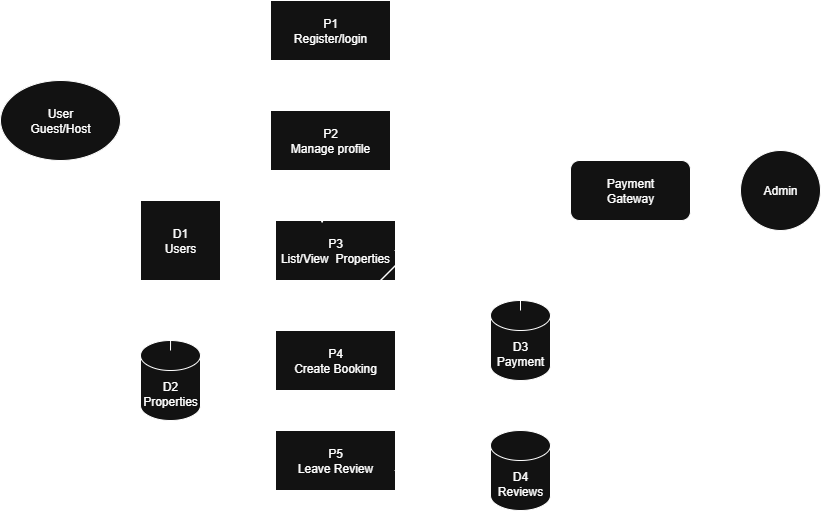 P1
Register/login
User
Guest/Host
P2
Manage profile
Payment
Gateway
Admin
D1
Users
P3
List/View  Properties
D3
Payment
P4
Create Booking
D2
Properties
P5
Leave Review
D4
Reviews